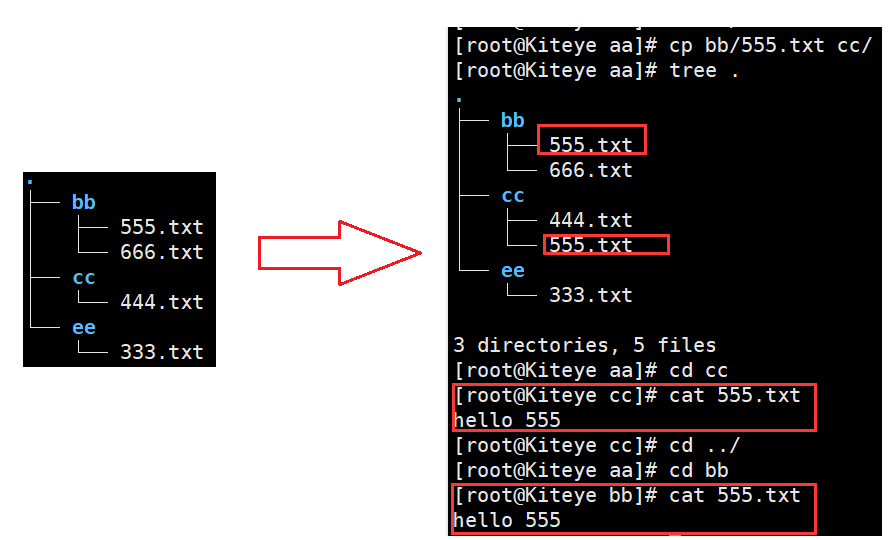 .
bb
555.txt
666.txt
cc
444.txt
ee
333.txt
[root@Kiteye aa]# cp bb/555.txt cc/
[root@Kiteye aa]# tree .
.
bb
555.txt
666.txt
cc
444.txt
555.txt
ee
333.txt
3 directories, 5 files
[root@Kiteye aa]# cd cc
[root@Kiteye cc]# cat 555.txt
hello 555
[root@Kiteye cc]# cd ../
[root@Kiteye aa]# cd bb
[root@Kiteye bb]# cat 555.txt
hello 555